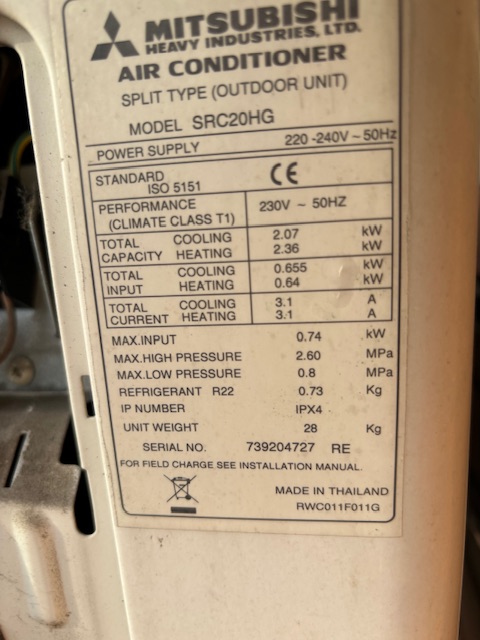 MITSUBISHI
HEAVY INDUSTRIES, LTD.
AIR CONDITIONER
SPLIT TYPE (OUTDOOR UNIT)
MODEL SRC20HG
POWER SUPPLY 220 -240V ~ 50Hz
STANDARD
ISO 5151 CE
PERFORMANCE
(CLIMATE CLASS T1) 230V ~ 50HZ
TOTAL COOLING 2.07 kW
CAPACITY HEATING 2.36 kW
TOTAL COOLING 0.655 kW
INPUT HEATING 0.64 kW
TOTAL COOLING 3.1 A
CURRENT HEATING 3.1 A
MAX.INPUT 0.74 kW
MAX.HIGH PRESSURE 2.60 MPa
MAX.LOW PRESSURE 0.8 MPa
REFRIGERANT R22 0.73 Kg
IP NUMBER IPX4
UNIT WEIGHT 28 Kg
SERIAL NO. 739204727 RE
FOR FIELD CHARGE SEE INSTALLATION MANUAL.
MADE IN THAILAND
RWC011F011G